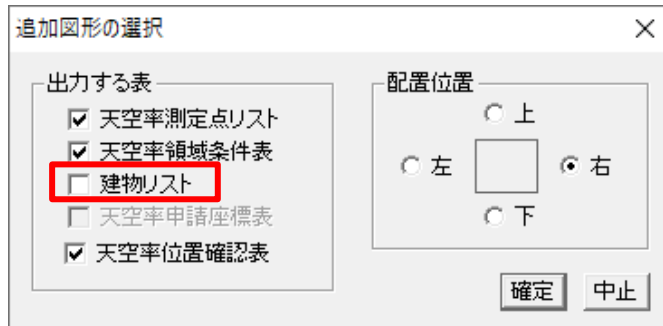 追加図形の選択
出力する表
天空率測定点リスト
天空率領域条件表
建物リスト
天空率申請座標表
天空率位置確認表
配置位置
上
左
右
下
確定
中止